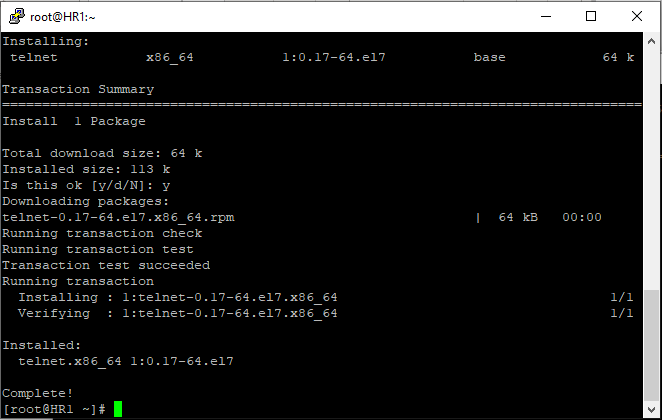 root@HR1:~
Installing:
 telnet           x86_64           1:0.17-64.el7           base            64 k

Transaction Summary
================================================================================
Install  1 Package

Total download size: 64 k
Installed size: 113 k
Is this ok [y/d/N]: y
Downloading packages:
telnet-0.17-64.el7.x86_64.rpm                              |  64 kB   00:00
Running transaction check
Running transaction test
Transaction test succeeded
Running transaction
  Installing : 1:telnet-0.17-64.el7.x86_64                                  1/1
  Verifying  : 1:telnet-0.17-64.el7.x86_64                                  1/1

Installed:
  telnet.x86_64 1:0.17-64.el7

Complete!
[root@HR1 ~]#